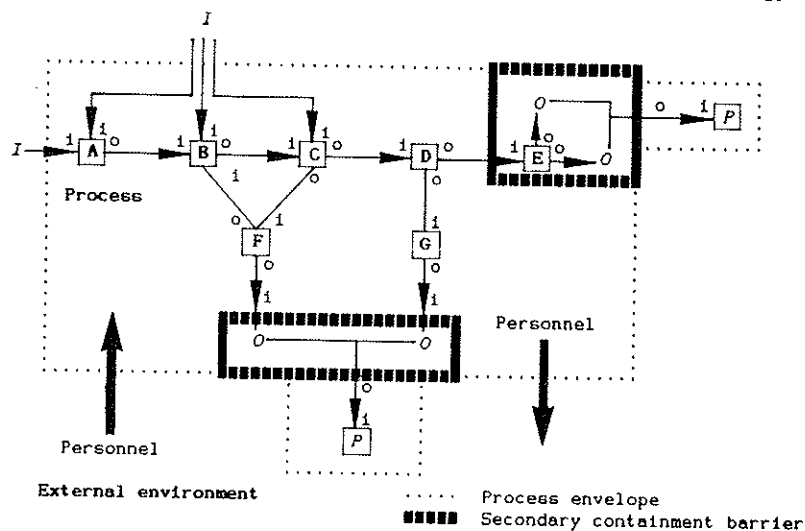 I
O
o i P
i i o i i o i i o i o i E o O
I A B C D
Process i o o
o i i
F G
o o
i i
Personnel
O O
o
i
P
Personnel
External environment
Process envelope
Secondary containment barrier